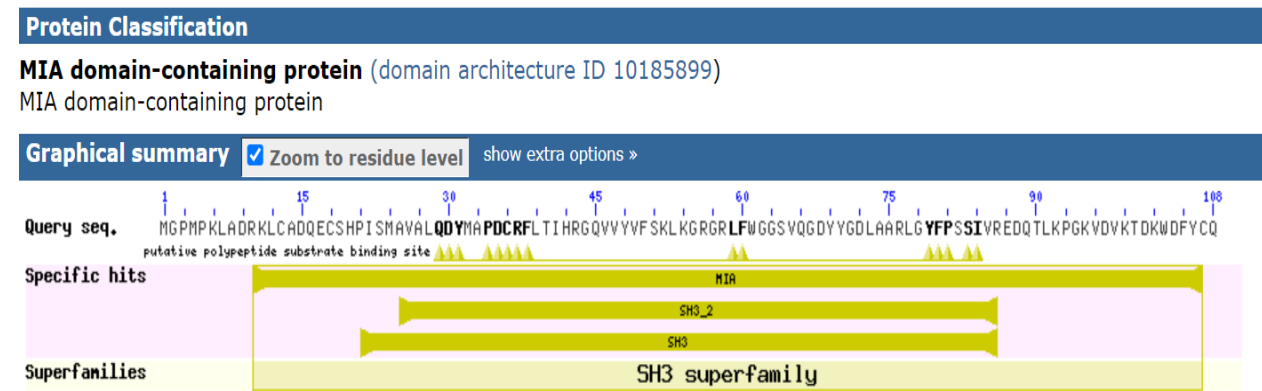 Protein Classification
MIA domain-containing protein (domain architecture ID 10185899)
MIA domain-containing protein
Graphical summary Zoom to residue level show extra options »
1 15 30 45 60 75 90 108
Query seq. MGPMPKLADRKLCADQECSHPISMAVALQDYMAPDCRFLTIHRGQVVYVFSKLKGRGRLFWGGSVQGDYYGDLAARLGYFPSSIVREDQTLKPGKVDVKTDKWDFYCQ
putative polypeptide substrate binding site
Specific hits
MIA
SH3_2
SH3
Superfamilies SH3 superfamily